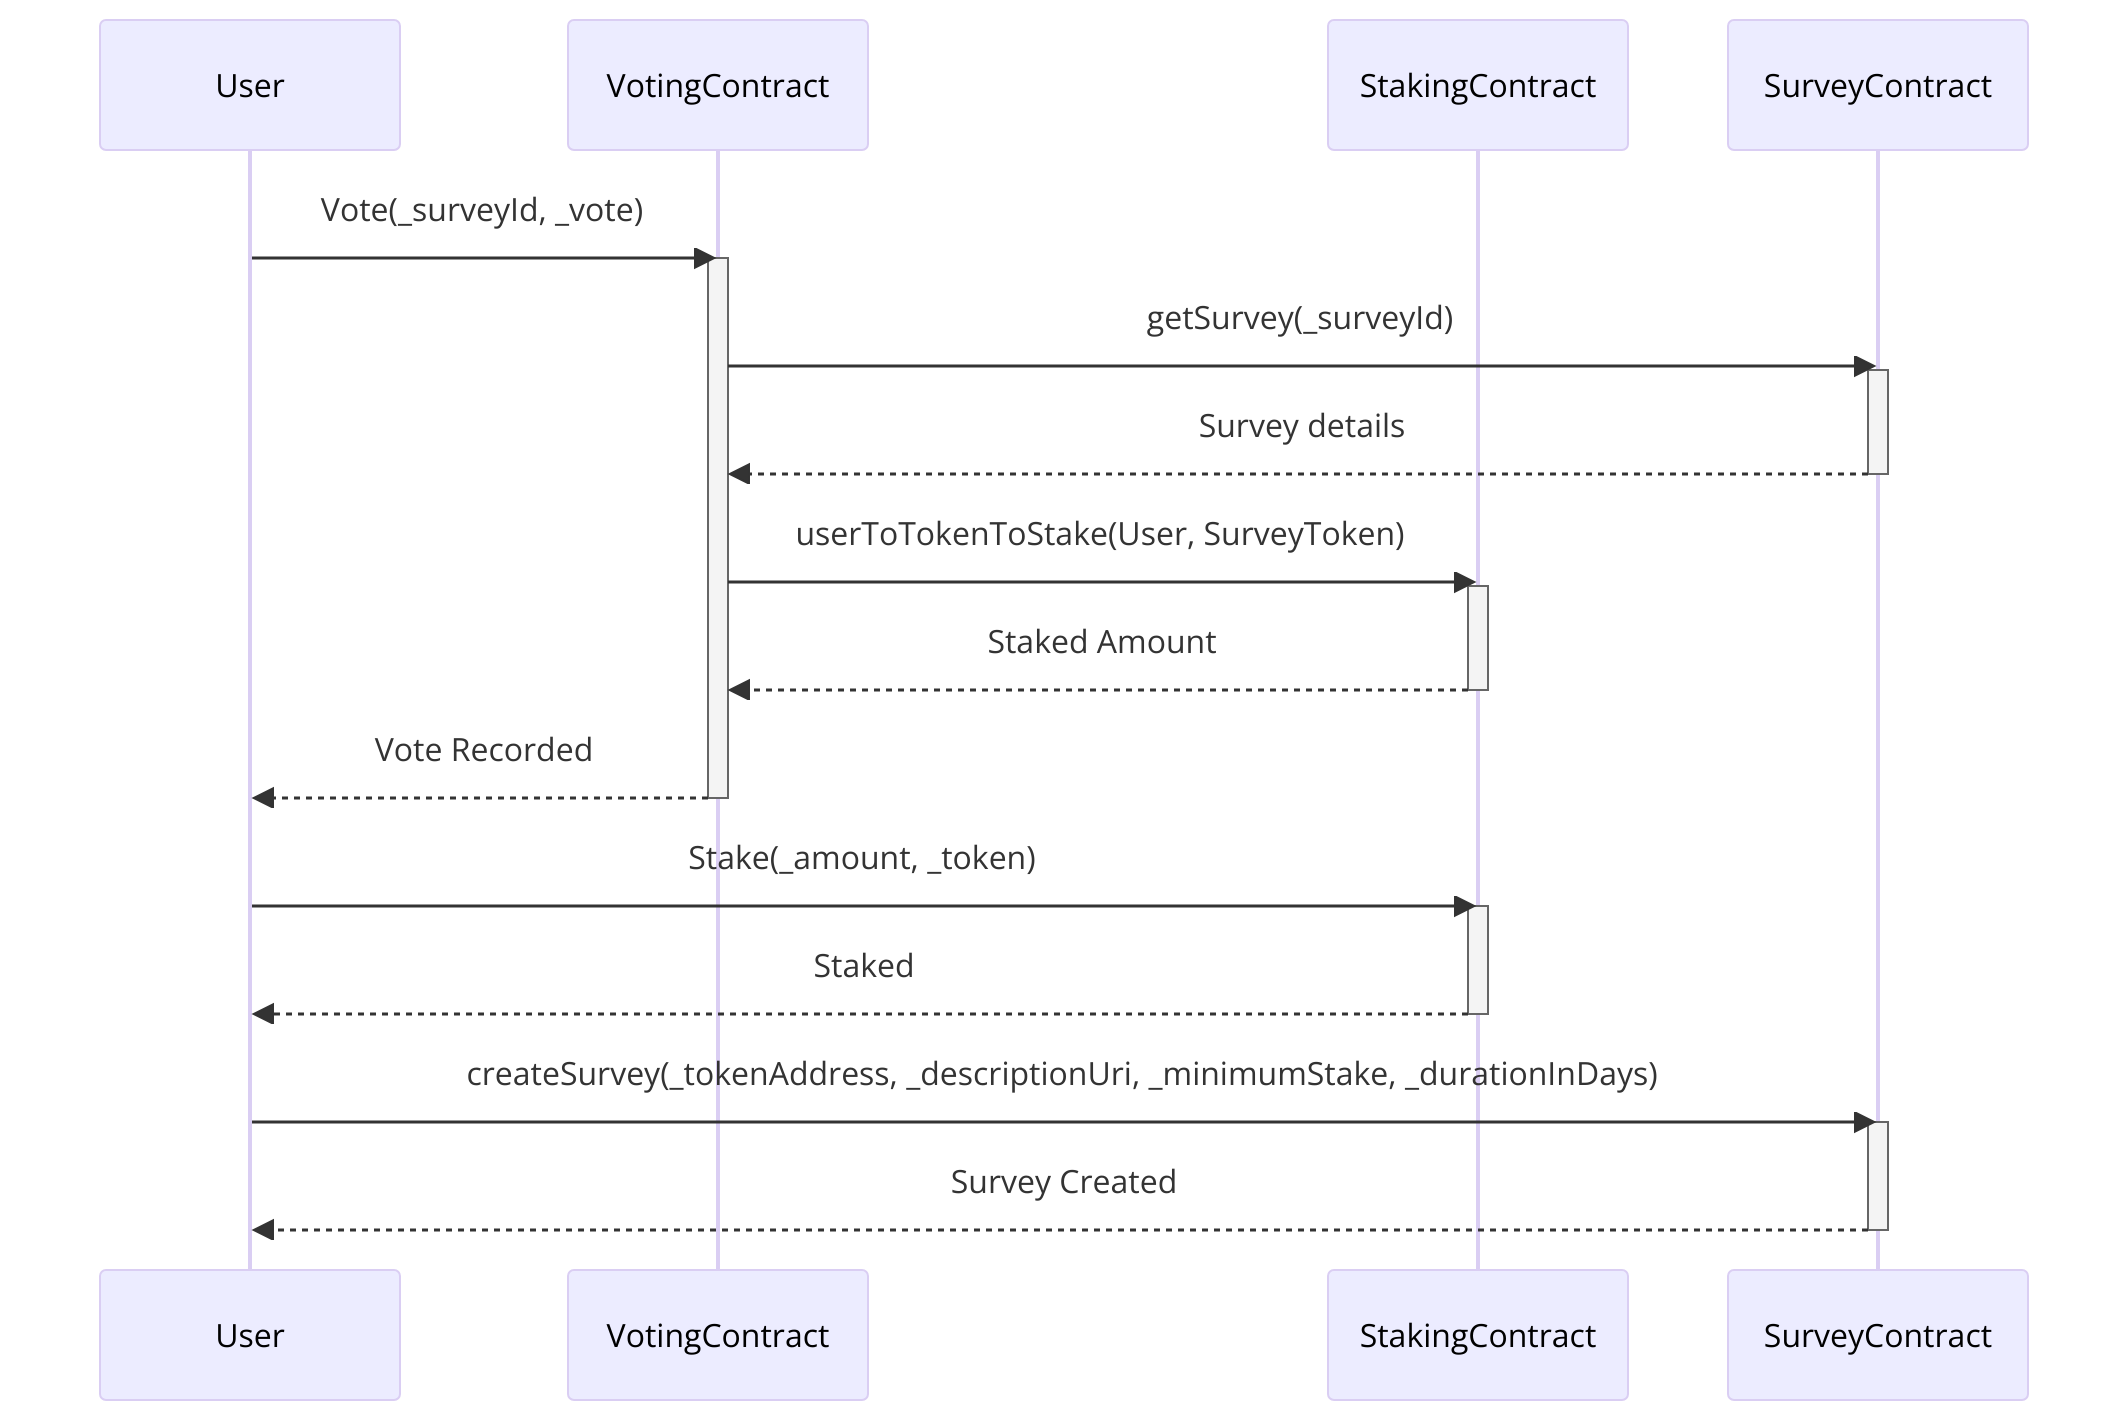 User
VotingContract
StakingContract
SurveyContract
Vote(_surveyId, _vote)
getSurvey(_surveyId)
Survey details
userToTokenToStake(User, SurveyToken)
Staked Amount
Vote Recorded
Stake(_amount, _token)
Staked
createSurvey(_tokenAddress, _descriptionUri, _minimumStake, _durationInDays)
Survey Created
User
VotingContract
StakingContract
SurveyContract